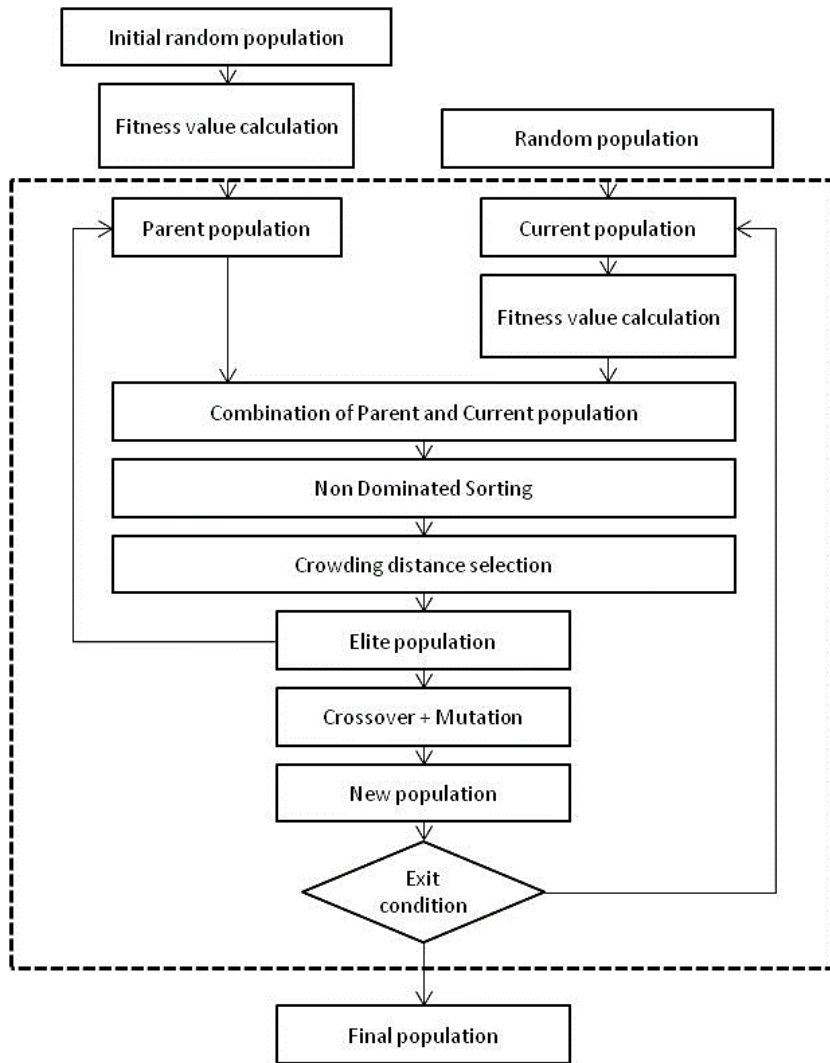 Initial random population
Fitness value calculation
Random population
Parent population
Current population
Fitness value calculation
Combination of Parent and Current population
Non Dominated Sorting
Crowding distance selection
Elite population
Crossover + Mutation
New population
Exit
condition
Final population